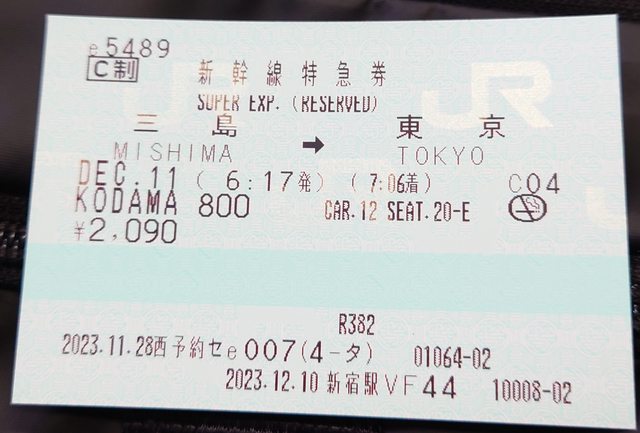 e5489
C制
新幹線特急券
SUPER EXP. (RESERVED)
JR
三島 → 東京
MISHIMA TOKYO
DEC.11 ( 6:17発) ( 7:06着) C04
KODAMA 800 CAR.12 SEAT.20-E
¥2,090
R382
2023.11.28西予約セe007(4-タ) 01064-02
2023.12.10新宿駅VF44 10008-02